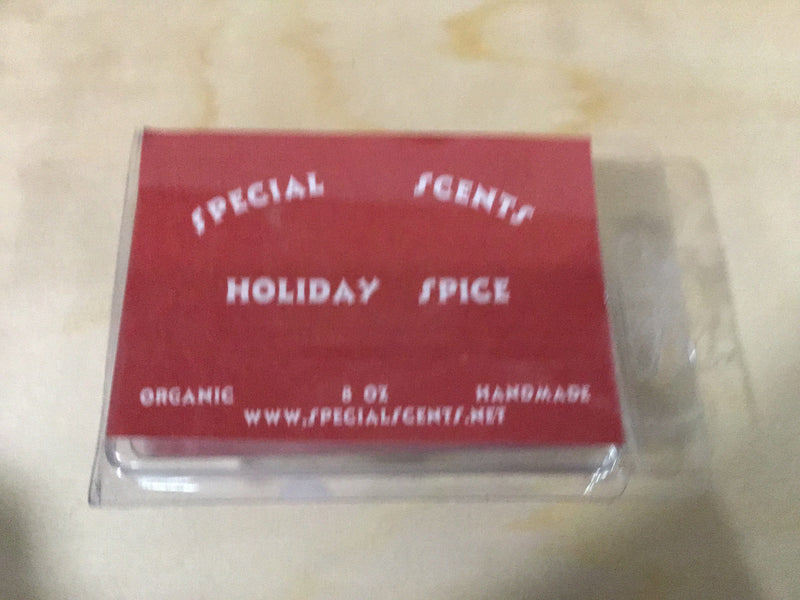 SPECIAL SCENTS
HOLIDAY SPICE
ORGANIC 8 OZ HANDMADE
WWW.SPECIALSCENTS.NET